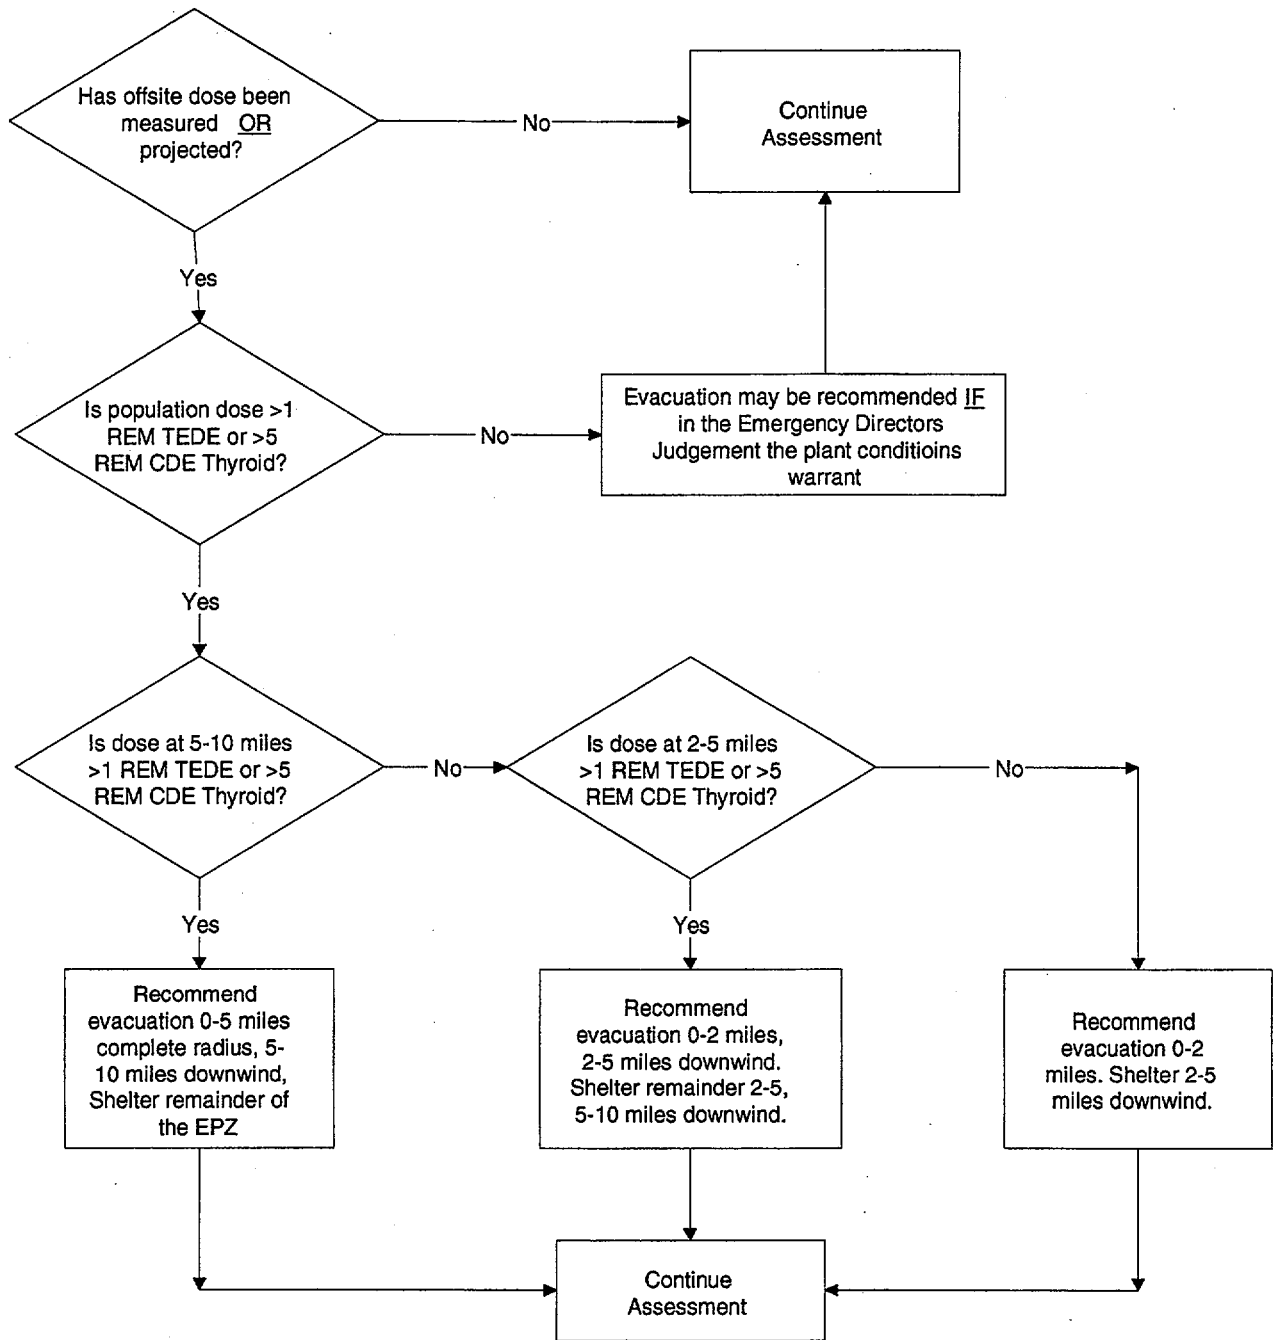 Has offsite dose been
measured OR
projected?
No
Continue
Assessment
Yes
Is population dose >1
REM TEDE or >5
REM CDE Thyroid?
No
Evacuation may be recommended IF
in the Emergency Directors
Judgement the plant conditioins
warrant
Yes
Is dose at 5-10 miles
>1 REM TEDE or >5
REM CDE Thyroid?
No
Is dose at 2-5 miles
>1 REM TEDE or >5
REM CDE Thyroid?
No
Yes
Yes
Recommend
evacuation 0-5 miles
complete radius, 5-
10 miles downwind,
Shelter remainder of
the EPZ
Recommend
evacuation 0-2 miles,
2-5 miles downwind.
Shelter remainder 2-5,
5-10 miles downwind.
Recommend
evacuation 0-2
miles. Shelter 2-5
miles downwind.
Continue
Assessment